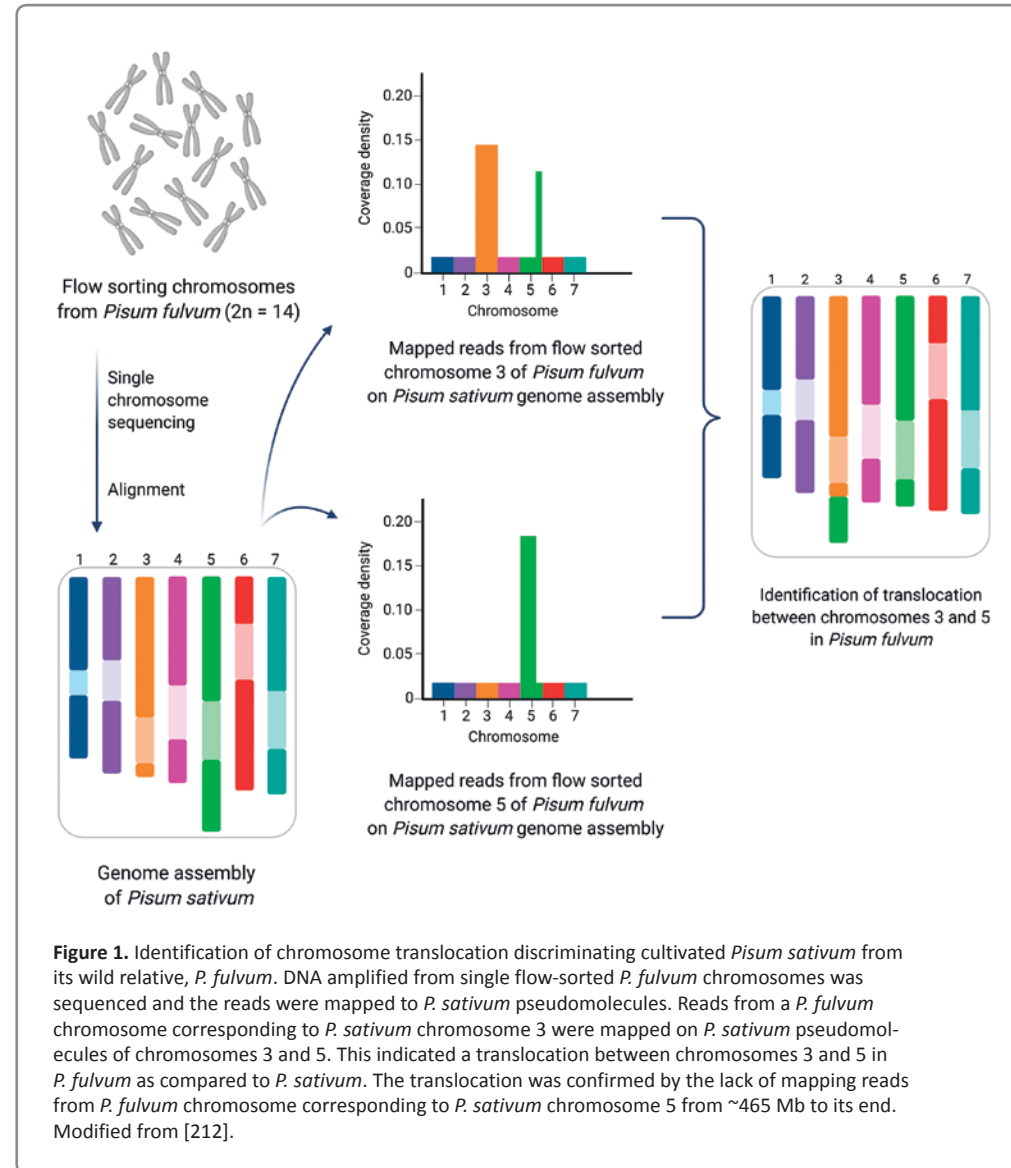 Flow sorting chromosomes
from Pisum fulvum (2n = 14)
Single
chromosome
sequencing
Alignment
1 2 3 4 5 6 7
Genome assembly
of Pisum sativum
Coverage density
0.20
0.15
0.10
0.05
0
1 2 3 4 5 6 7
Chromosome
Mapped reads from flow sorted
chromosome 3 of Pisum fulvum
on Pisum sativum genome assembly
Coverage density
0.20
0.15
0.10
0.05
0
1 2 3 4 5 6 7
Chromosome
Mapped reads from flow sorted
chromosome 5 of Pisum fulvum
on Pisum sativum genome assembly
1 2 3 4 5 6 7
Identification of translocation
between chromosomes 3 and 5
in Pisum fulvum
Figure 1. Identification of chromosome translocation discriminating cultivated Pisum sativum from
its wild relative, P. fulvum. DNA amplified from single flow-sorted P. fulvum chromosomes was
sequenced and the reads were mapped to P. sativum pseudomolecules. Reads from a P. fulvum
chromosome corresponding to P. sativum chromosome 3 were mapped on P. sativum pseudomol-
ecules of chromosomes 3 and 5. This indicated a translocation between chromosomes 3 and 5 in
P. fulvum as compared to P. sativum. The translocation was confirmed by the lack of mapping reads
from P. fulvum chromosome corresponding to P. sativum chromosome 5 from ~465 Mb to its end.
Modified from [212].